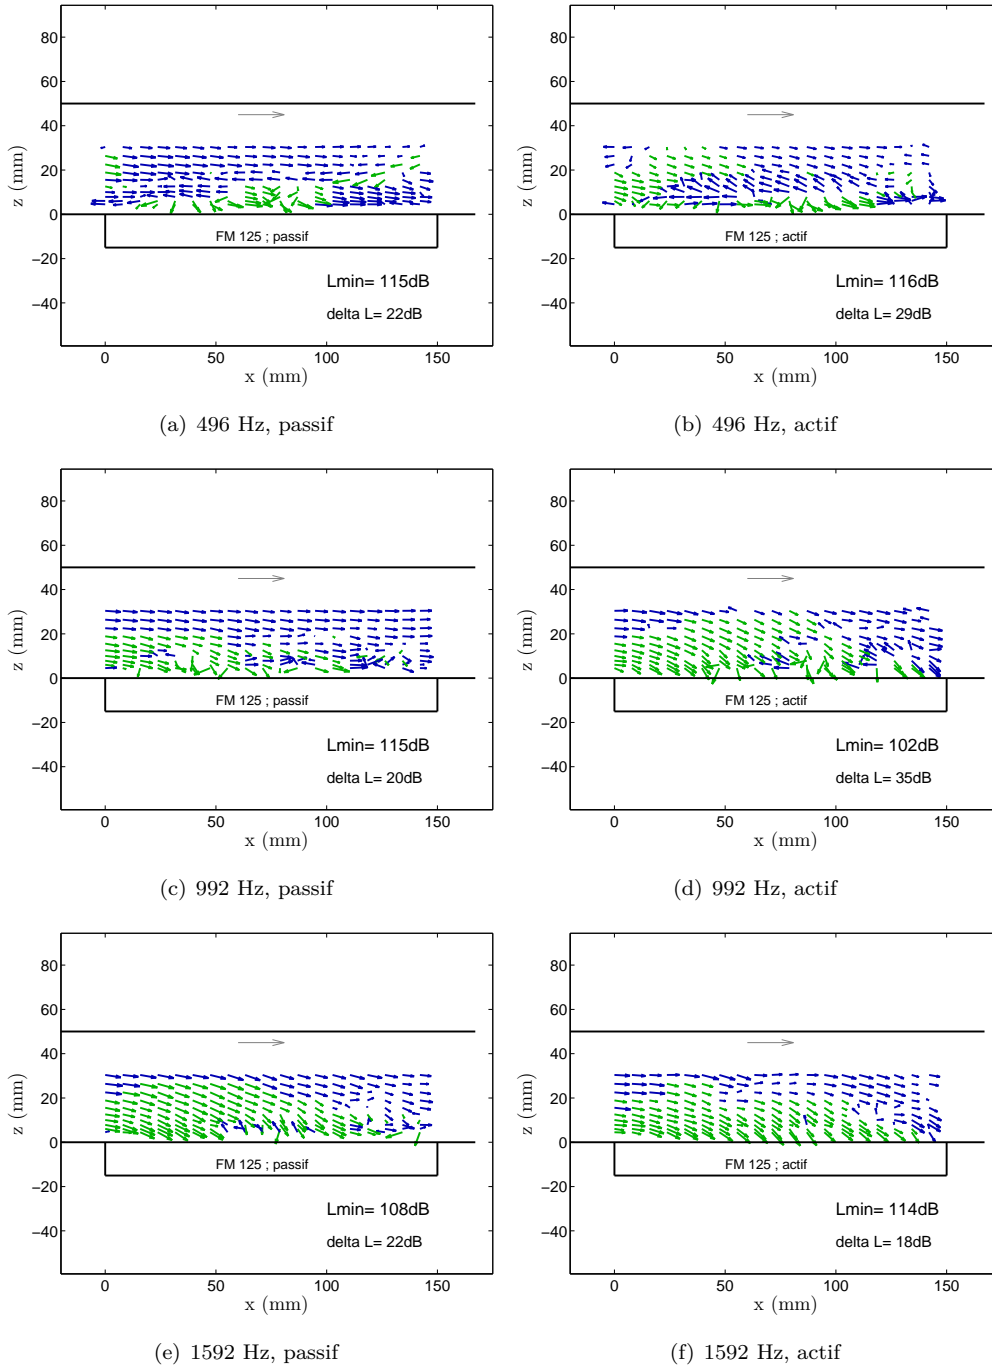 80
60
40
20
0
−20
−40
z (mm)
FM 125 ; passif
Lmin= 115dB
delta L= 22dB
0 50 100 150
x (mm)
(a) 496 Hz, passif
80
60
40
20
0
−20
−40
z (mm)
FM 125 ; actif
Lmin= 116dB
delta L= 29dB
0 50 100 150
x (mm)
(b) 496 Hz, actif
80
60
40
20
0
−20
−40
z (mm)
FM 125 ; passif
Lmin= 115dB
delta L= 20dB
0 50 100 150
x (mm)
(c) 992 Hz, passif
80
60
40
20
0
−20
−40
z (mm)
FM 125 ; actif
Lmin= 102dB
delta L= 35dB
0 50 100 150
x (mm)
(d) 992 Hz, actif
80
60
40
20
0
−20
−40
z (mm)
FM 125 ; passif
Lmin= 108dB
delta L= 22dB
0 50 100 150
x (mm)
(e) 1592 Hz, passif
80
60
40
20
0
−20
−40
z (mm)
FM 125 ; actif
Lmin= 114dB
delta L= 18dB
0 50 100 150
x (mm)
(f) 1592 Hz, actif